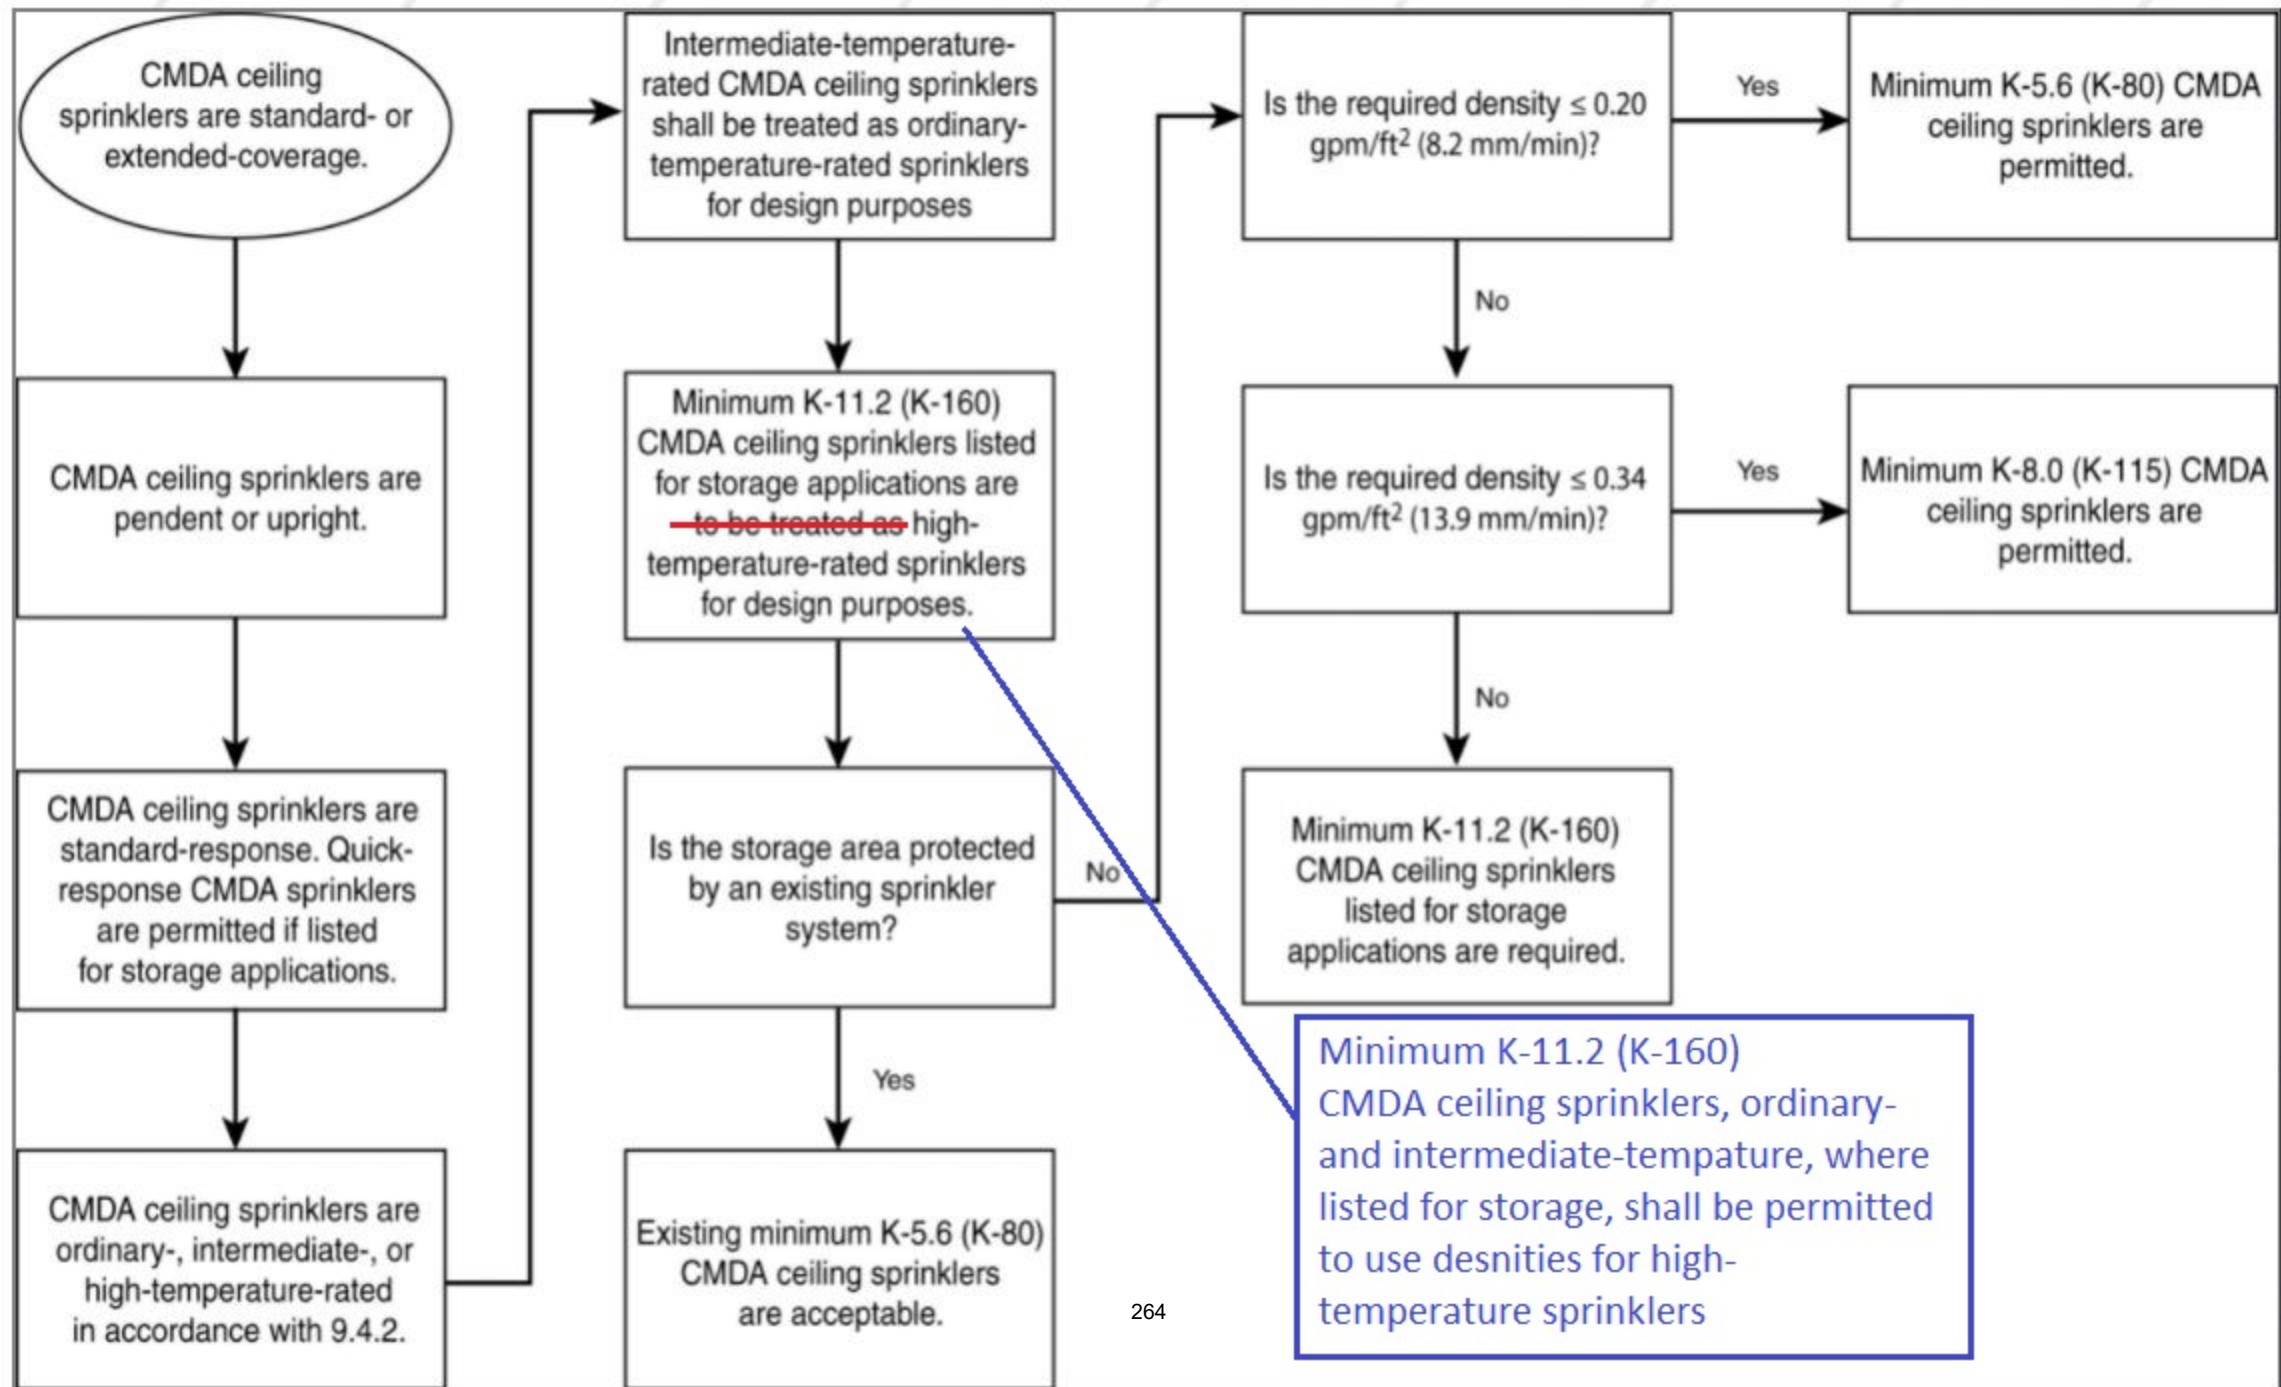 CMDA ceiling
sprinklers are standard- or
extended-coverage.
CMDA ceiling sprinklers are
pendent or upright.
CMDA ceiling sprinklers are
standard-response. Quick-
response CMDA sprinklers
are permitted if listed
for storage applications.
CMDA ceiling sprinklers are
ordinary-, intermediate-, or
high-temperature-rated
in accordance with 9.4.2.
Intermediate-temperature-
rated CMDA ceiling sprinklers
shall be treated as ordinary-
temperature-rated sprinklers
for design purposes
Minimum K-11.2 (K-160)
CMDA ceiling sprinklers listed
for storage applications are
to be treated as high-
temperature-rated sprinklers
for design purposes.
Is the storage area protected
by an existing sprinkler
system?
No
Yes
Existing minimum K-5.6 (K-80)
CMDA ceiling sprinklers
are acceptable.
Is the required density ≤ 0.20
gpm/ft² (8.2 mm/min)?
Yes
Minimum K-5.6 (K-80) CMDA
ceiling sprinklers are
permitted.
No
Is the required density ≤ 0.34
gpm/ft² (13.9 mm/min)?
Yes
Minimum K-8.0 (K-115) CMDA
ceiling sprinklers are
permitted.
No
Minimum K-11.2 (K-160)
CMDA ceiling sprinklers
listed for storage
applications are required.
Minimum K-11.2 (K-160)
CMDA ceiling sprinklers, ordinary-
and intermediate-tempature, where
listed for storage, shall be permitted
to use desnities for high-
temperature sprinklers
264